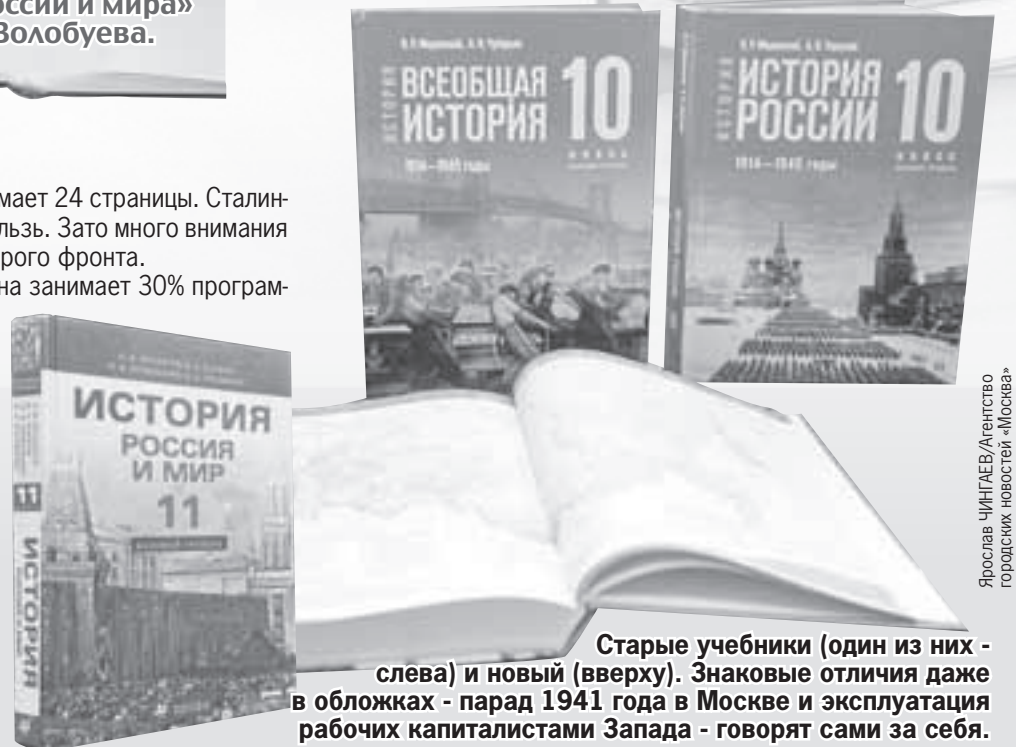 оссии и мира»
Волобуева.
мает 24 страницы. Сталин-
льзь. Зато много внимания
рого фронта.
на занимает 30% програм-
ИСТОРИЯ
ВСЕОБЩАЯ
ИСТОРИЯ
10
1914—1945 годы
ИСТОРИЯ
ИСТОРИЯ
РОССИИ
10
1914—1945 годы
ИСТОРИЯ
РОССИЯ
И МИР
11
11
ИСТОРИЯ
Ярослав ЧИНГАЕВ/Агентство
городских новостей «Москва»
Старые учебники (один из них -
слева) и новый (вверху). Знаковые отличия даже
в обложках - парад 1941 года в Москве и эксплуатация
рабочих капиталистами Запада - говорят сами за себя.